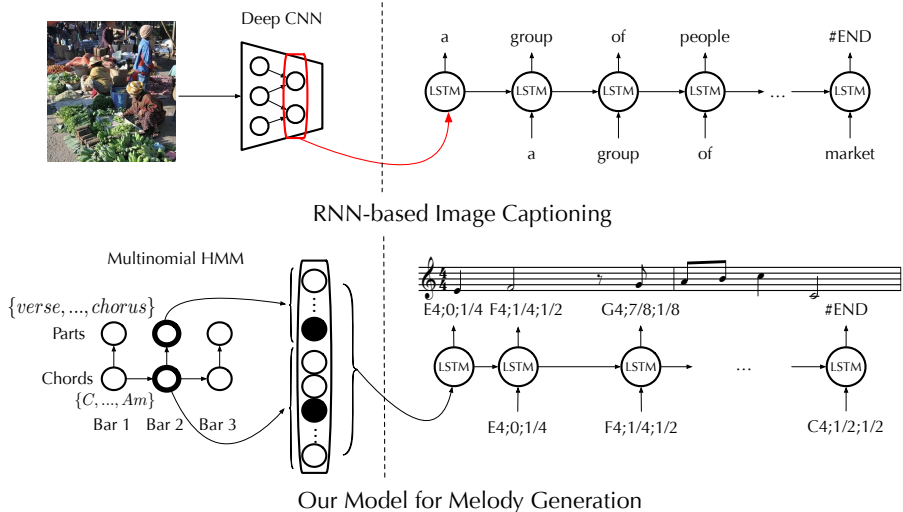 Deep CNN
a group of people #END
LSTM LSTM LSTM LSTM ... LSTM
a group of market
RNN-based Image Captioning
Multinomial HMM
{verse, ..., chorus}
Parts
Chords
{C, ..., Am}
Bar 1 Bar 2 Bar 3
4
4
E4;0;1/4 F4;1/4;1/2 G4;7/8;1/8 #END
LSTM LSTM LSTM ... LSTM
E4;0;1/4 F4;1/4;1/2 C4;1/2;1/2
Our Model for Melody Generation